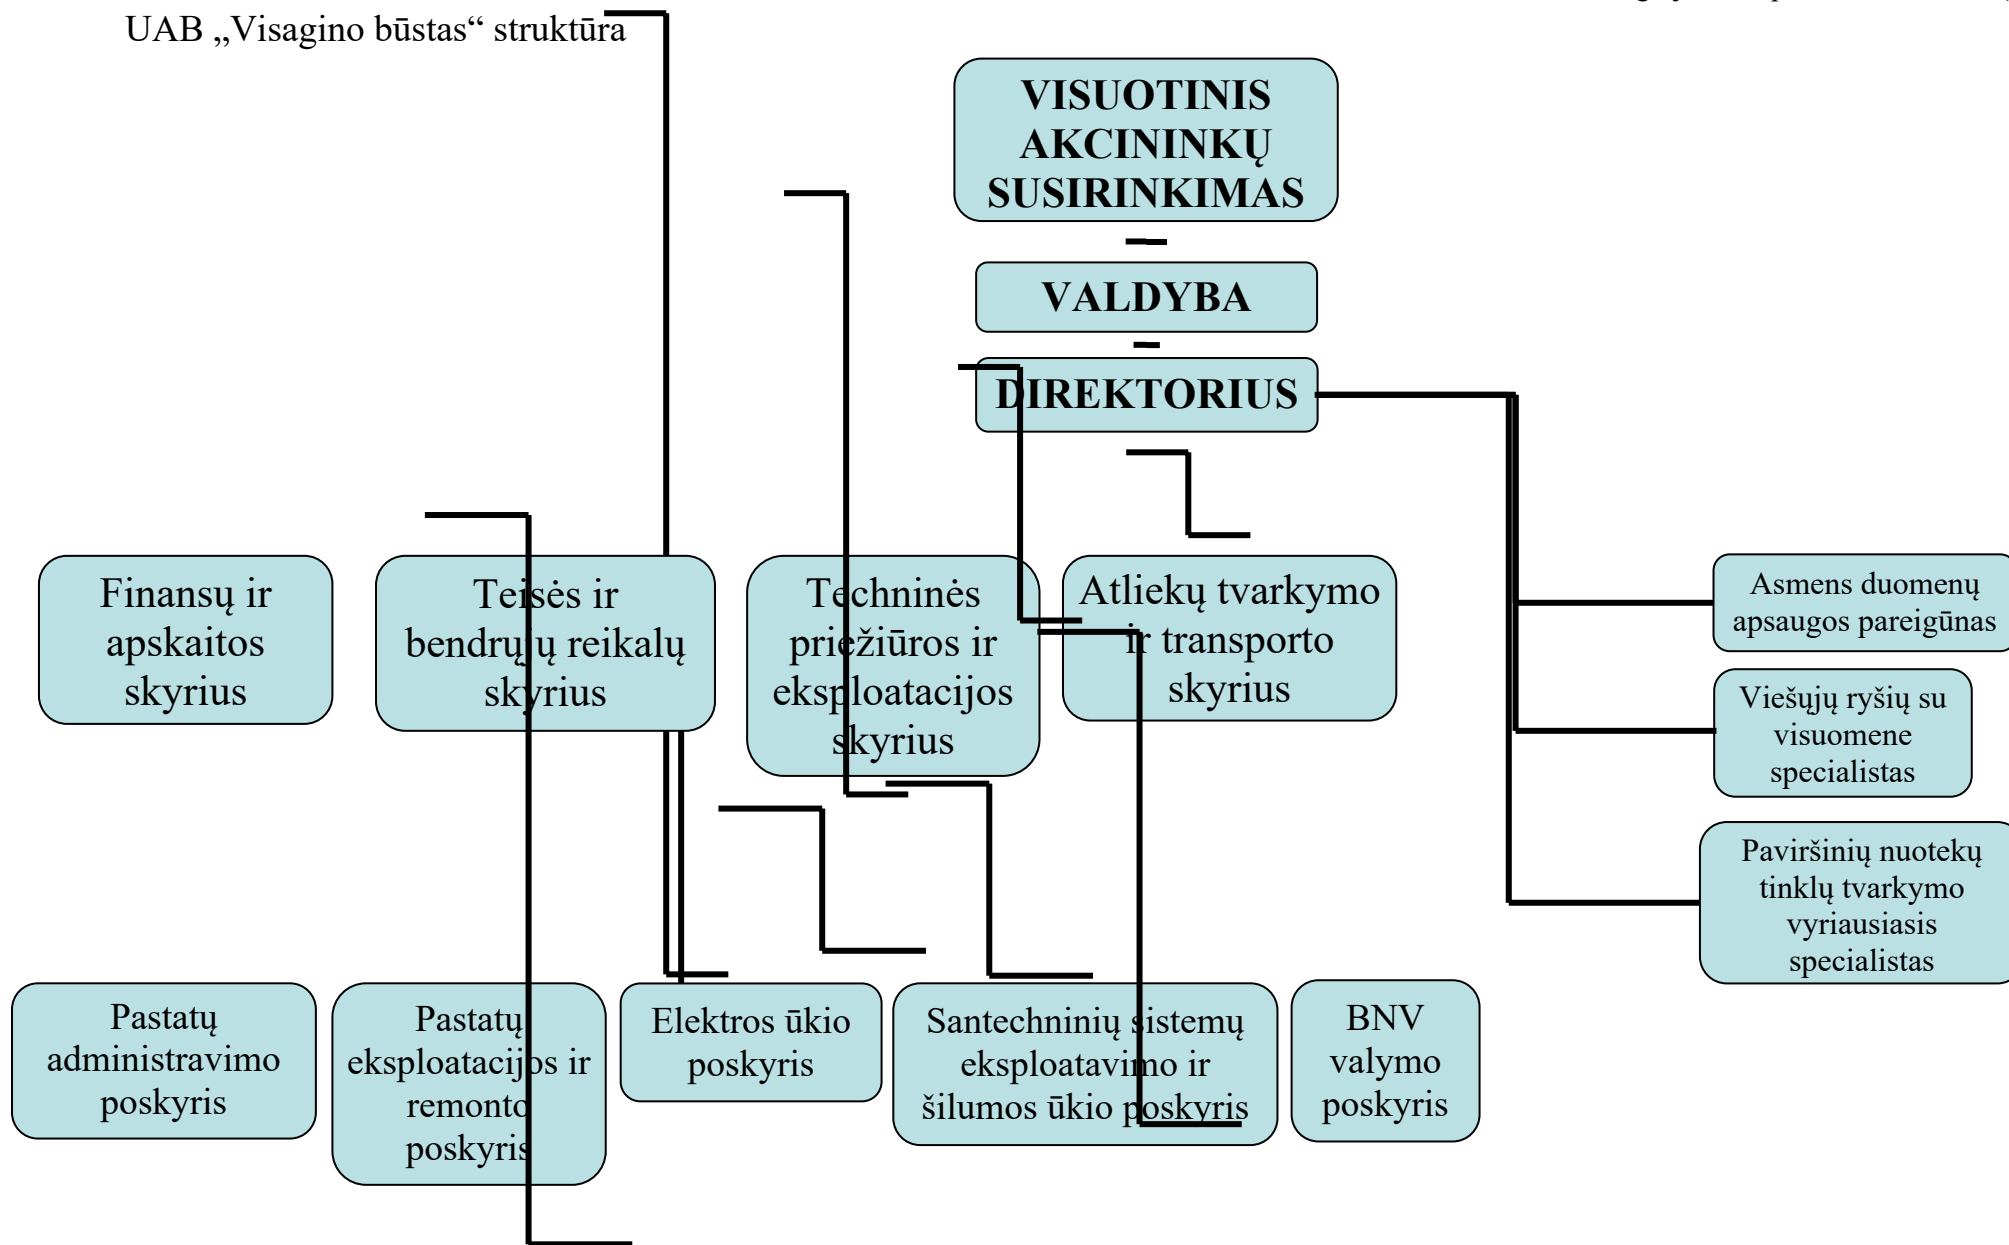 UAB „Visagino būstas“ struktūra
VISUOTINIS
AKCININKŲ
SUSIRINKIMAS
VALDYBA
DIREKTORIUS
Finansų ir
apskaitos
skyrius
Teisės ir
bendrųjų reikalų
skyrius
Techninės
priežiūros ir
eksploatacijos
skyrius
Atliekų tvarkymo
ir transporto
skyrius
Asmens duomenų
apsaugos pareigūnas
Viešųjų ryšių su
visuomene
specialistas
Paviršinių nuotekų
tinklų tvarkymo
vyriausiasis
specialistas
Pastatų
administravimo
poskyris
Pastatų
eksploatacijos ir
remonto
poskyris
Elektros ūkio
poskyris
Santechninių sistemų
eksploatavimo ir
šilumos ūkio poskyris
BNV
valymo
poskyris